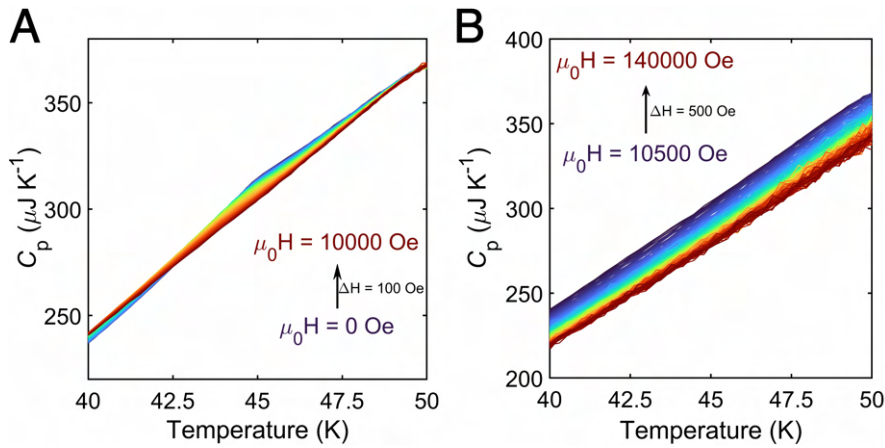 A
C_p (μJ K⁻¹)
350
300
250
μ₀H = 10000 Oe
ΔH = 100 Oe
μ₀H = 0 Oe
40 42.5 45 47.5 50
Temperature (K)
B
C_p (μJ K⁻¹)
400
350
300
250
200
μ₀H = 140000 Oe
ΔH = 500 Oe
μ₀H = 10500 Oe
40 42.5 45 47.5 50
Temperature (K)